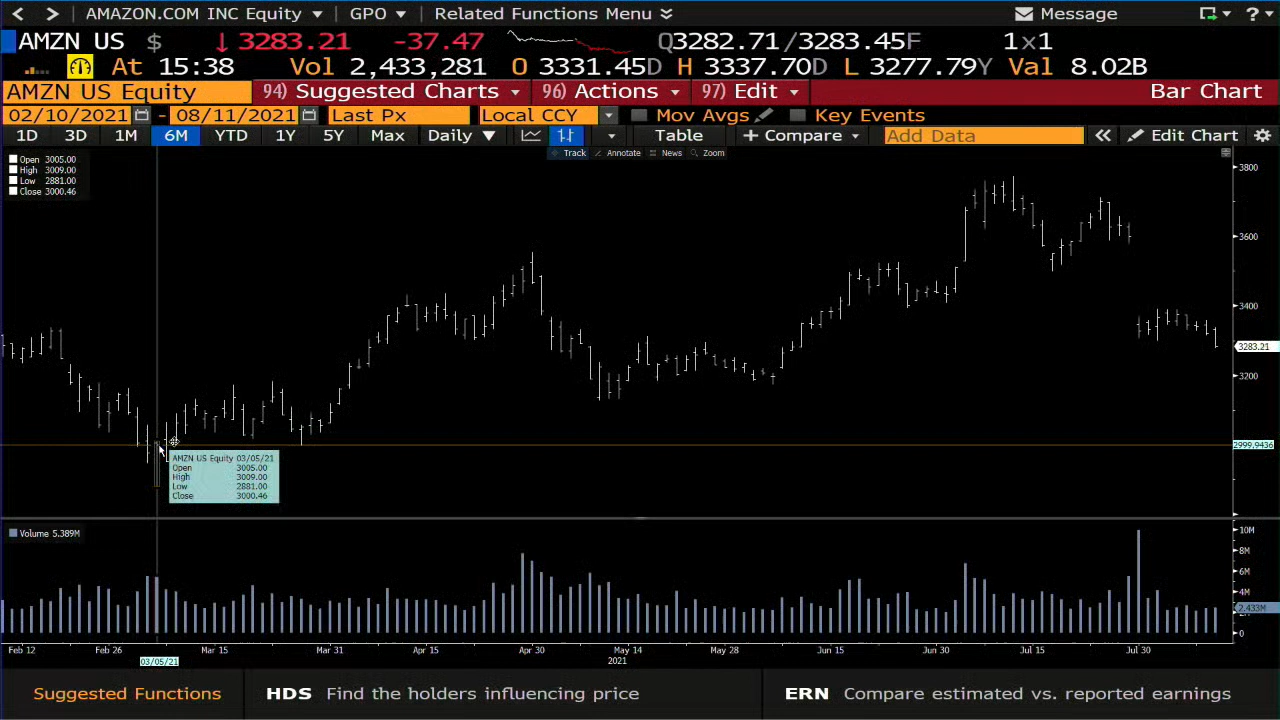 AMAZON.COM INC Equity GPO Related Functions Menu Message ?
AMZN US $ ↓ 3283.21 -37.47 Q3282.71/3283.45F 1x1
At 15:38 Vol 2,433,281 O 3331.45D H 3337.70D L 3277.79Y Val 8.02B
AMZN US Equity 94) Suggested Charts 96) Actions 97) Edit Bar Chart
02/10/2021 - 08/11/2021 Last Px Local CCY Mov Avgs Key Events
1D 3D 1M 6M YTD 1Y 5Y Max Daily ▼ Table + Compare Add Data « Edit Chart
Track Annotate News Zoom
Open 3005.00
High 3009.00
Low 2881.00
Close 3000.46
3800
3600
3400
3283.21
3200
2999.9436
AMZN US Equity 03/05/21
Open 3005.00
High 3009.00
Low 2881.00
Close 3000.46
Volume 5.389M
10M
8M
6M
4M
2.433M
0
Feb 12 Feb 26 Mar 15 Mar 31 Apr 15 Apr 30 May 14 May 28 Jun 15 Jun 30 Jul 15 Jul 30
03/05/21 2021
Suggested Functions HDS Find the holders influencing price ERN Compare estimated vs. reported earnings